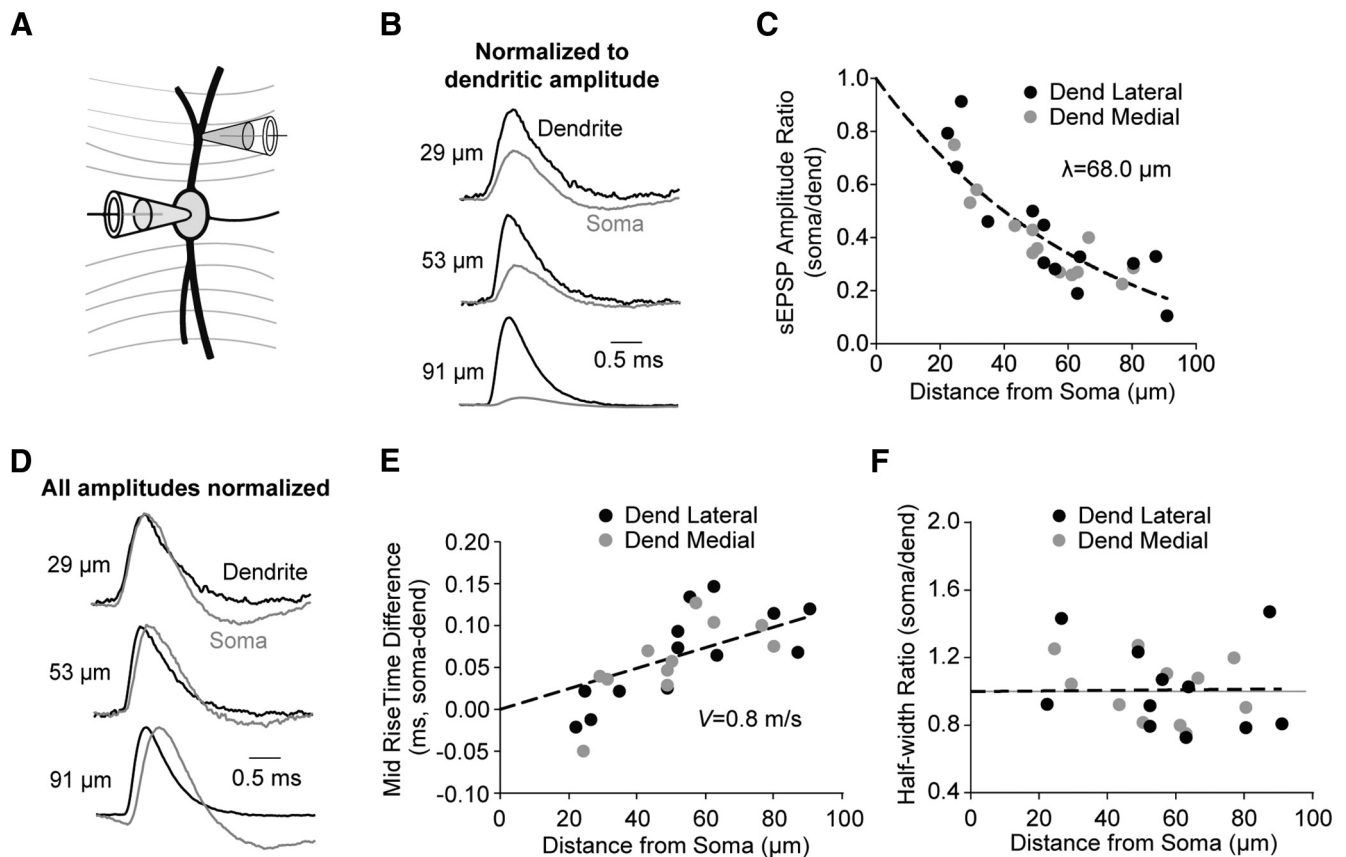 A
B
Normalized to
dendritic amplitude
29 µm
Dendrite
Soma
53 µm
91 µm
0.5 ms
C
sEPSP Amplitude Ratio
(soma/dend)
1.0
0.8
0.6
0.4
0.2
0.0
Dend Lateral
Dend Medial
λ=68.0 µm
0 20 40 60 80 100
Distance from Soma (µm)
D
All amplitudes normalized
29 µm
Dendrite
Soma
53 µm
91 µm
0.5 ms
E
Dend Lateral
Dend Medial
Mid RiseTime Difference
(ms, soma-dend)
0.20
0.15
0.10
0.05
0.00
-0.05
-0.10
V=0.8 m/s
0 20 40 60 80 100
Distance from Soma (µm)
F
Dend Lateral
Dend Medial
Half-width Ratio (soma/dend)
2.0
1.6
1.2
0.8
0.4
0 20 40 60 80 100
Distance from Soma (µm)